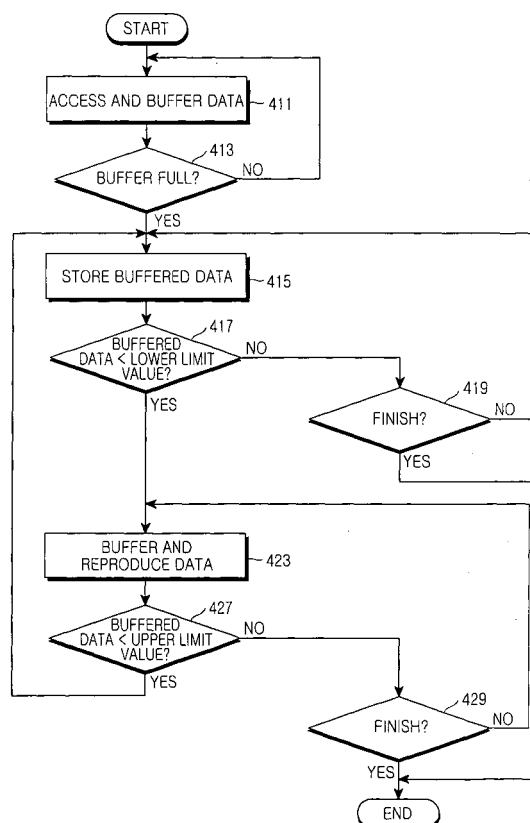 START
ACCESS AND BUFFER DATA
411
413
BUFFER FULL?
NO
YES
STORE BUFFERED DATA
415
417
BUFFERED
DATA < LOWER LIMIT
VALUE?
NO
YES
419
FINISH?
NO
YES
BUFFER AND
REPRODUCE DATA
423
427
BUFFERED
DATA < UPPER LIMIT
VALUE?
NO
YES
429
FINISH?
NO
YES
END